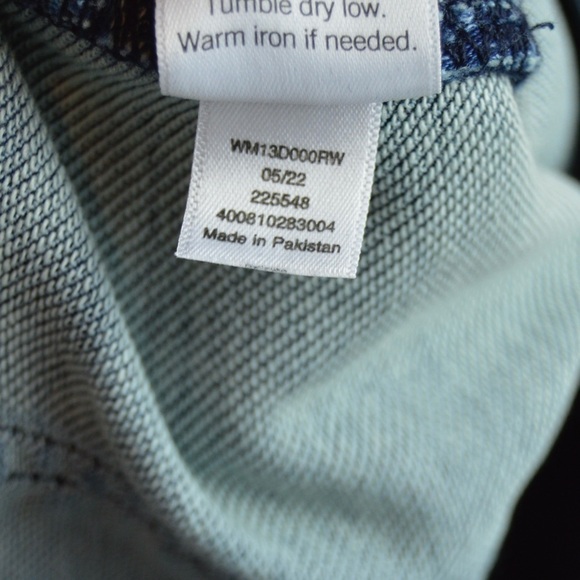 Tumble dry low.
Warm iron if needed.
WM13D000RW
05/22
225548
400810283004
Made in Pakistan